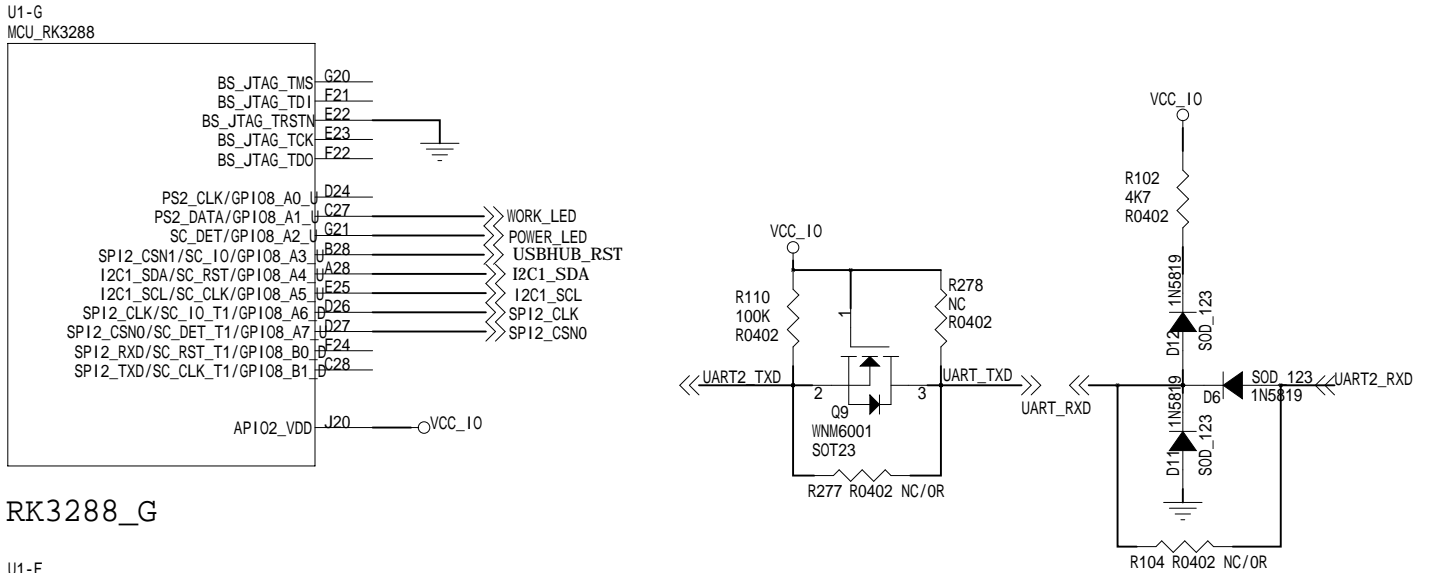 U1-G
MCU_RK3288
BS_JTAG_TMS G20
BS_JTAG_TDI F21
BS_JTAG_TRSTN E22
BS_JTAG_TCK E23
BS_JTAG_TDO F22
PS2_CLK/GPIO8_A0_U D24
PS2_DATA/GPIO8_A1_U C27 WORK_LED
SC_DET/GPIO8_A2_U G21 POWER_LED
SPI2_CSN1/SC_IO/GPIO8_A3_U B28 USBHUB_RST
I2C1_SDA/SC_RST/GPIO8_A4_U A28 I2C1_SDA
I2C1_SCL/SC_CLK/GPIO8_A5_U E25 I2C1_SCL
SPI2_CLK/SC_IO_T1/GPIO8_A6_D D26 SPI2_CLK
SPI2_CSN0/SC_DET_T1/GPIO8_A7_U D27 SPI2_CSN0
SPI2_RXD/SC_RST_T1/GPIO8_B0_D F24
SPI2_TXD/SC_CLK_T1/GPIO8_B1_D C28
APIO2_VDD J20 VCC_IO
RK3288_G
U1-F
VCC_IO
R110
100K
R0402
1
R278
NC
R0402
UART2_TXD
2
3
UART_TXD
Q9
WNM6001
SOT23
R277 R0402 NC/0R
VCC_IO
R102
4K7
R0402
D12
1N5819
SOD_123
UART_RXD
D6
SOD_123
1N5819
UART2_RXD
D11
1N5819
SOD_123
R104 R0402 NC/0R